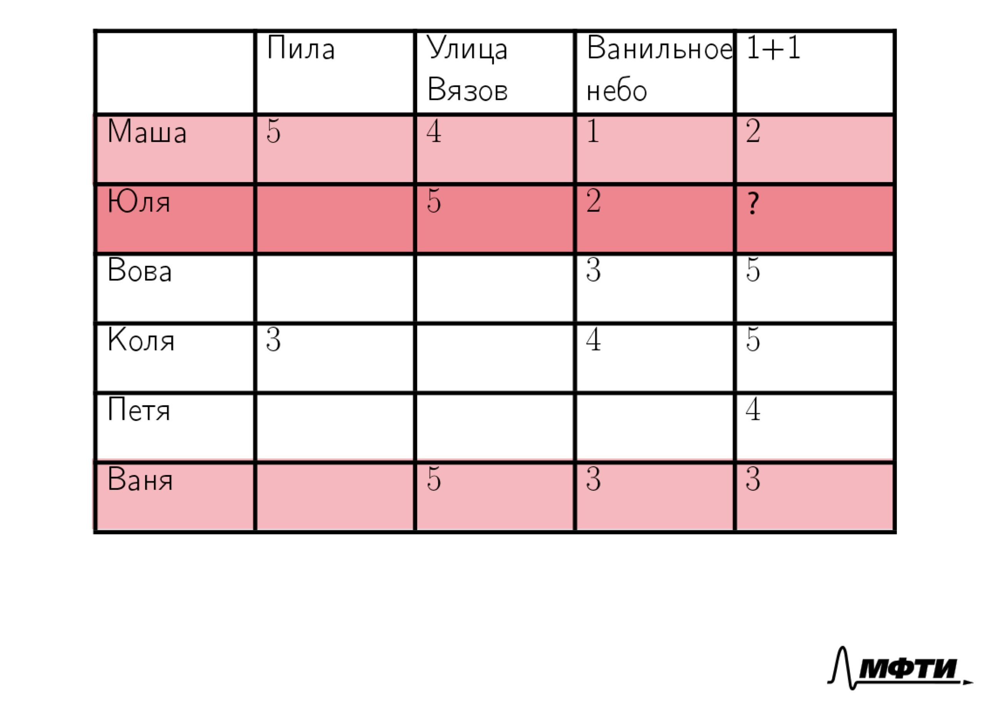 Пила Улица Ванильное 1+1
Вязов небо
Маша 5 4 1 2
Юля 5 2 ?
Вова 3 5
Коля 3 4 5
Петя 4
Ваня 5 3 3
МФТИ